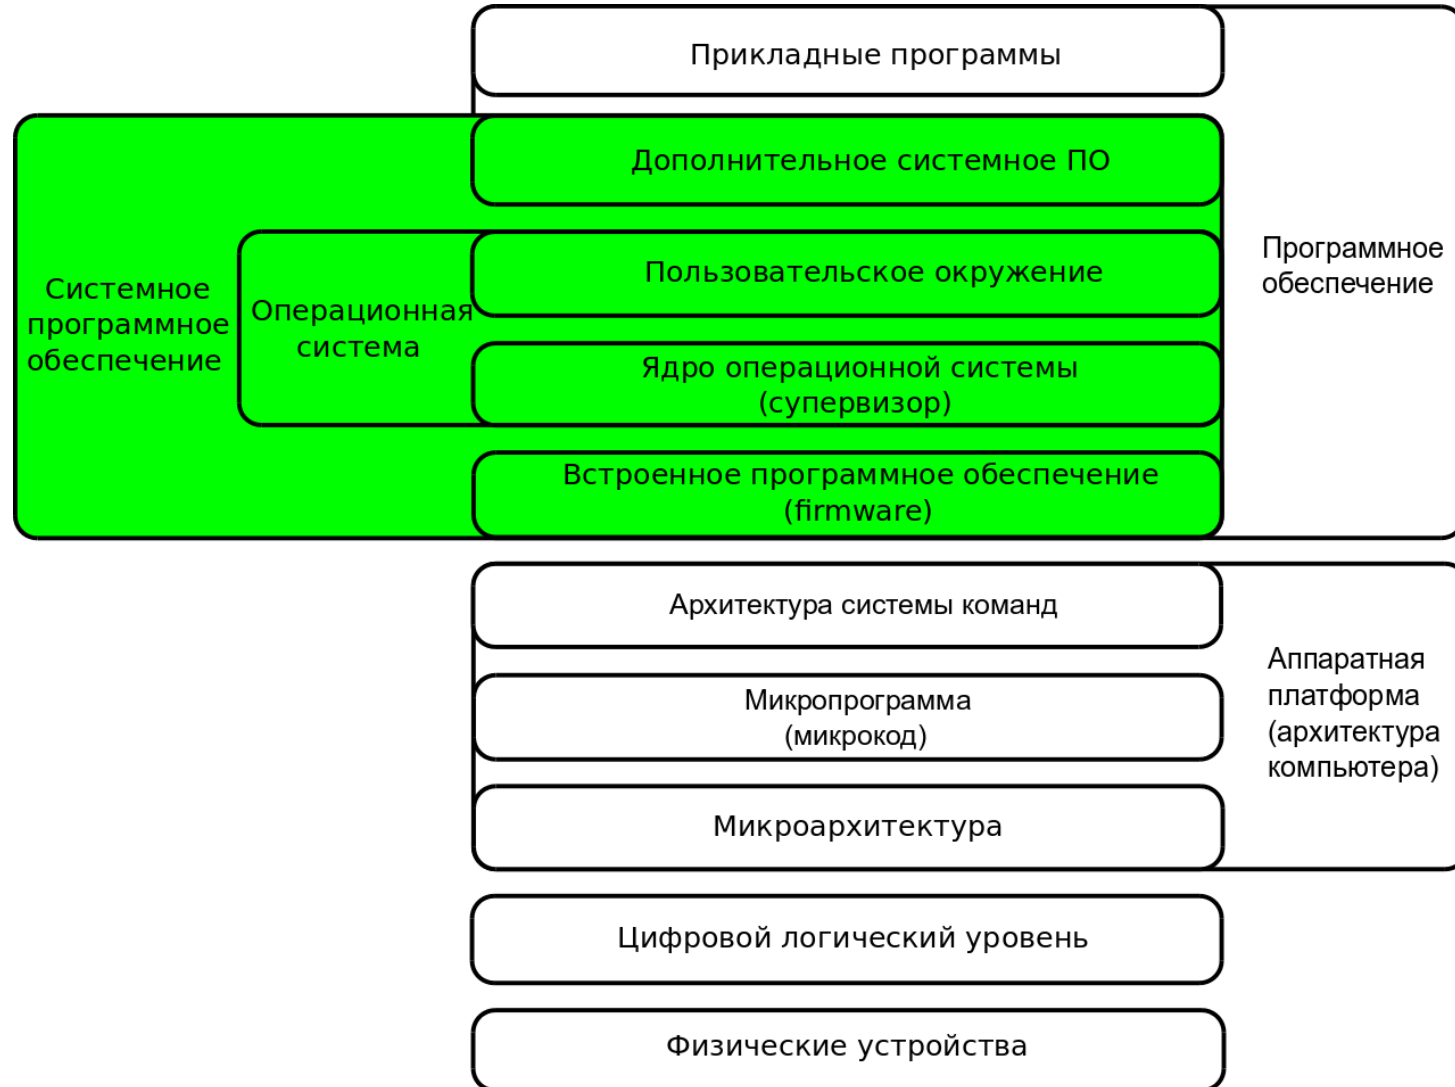 Прикладные программы
Дополнительное системное ПО
Пользовательское окружение
Ядро операционной системы
(супервизор)
Встроенное программное обеспечение
(firmware)
Системное
программное
обеспечение
Операционная
система
Программное
обеспечение
Архитектура системы команд
Микропрограмма
(микрокод)
Микроархитектура
Аппаратная
платформа
(архитектура
компьютера)
Цифровой логический уровень
Физические устройства